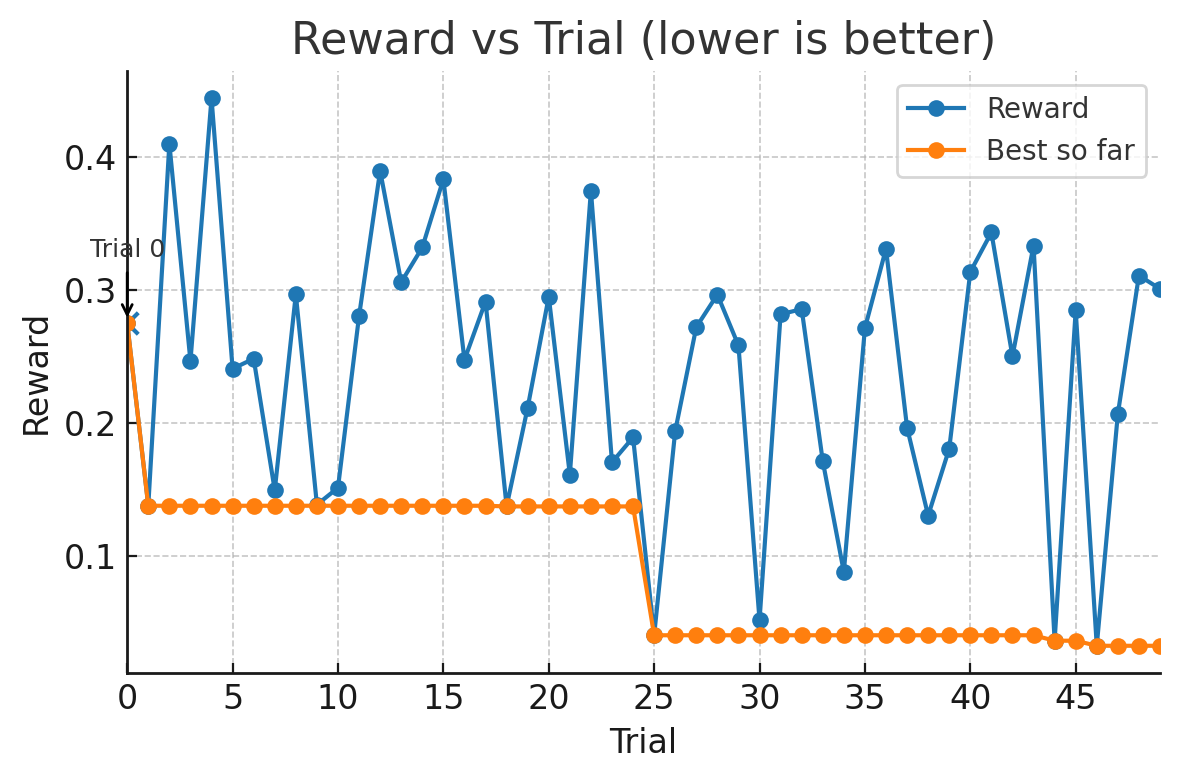 Reward vs Trial (lower is better)
Reward
Best so far
0.4
Trial 0
0.3
0.2
0.1
Reward
0 5 10 15 20 25 30 35 40 45
Trial